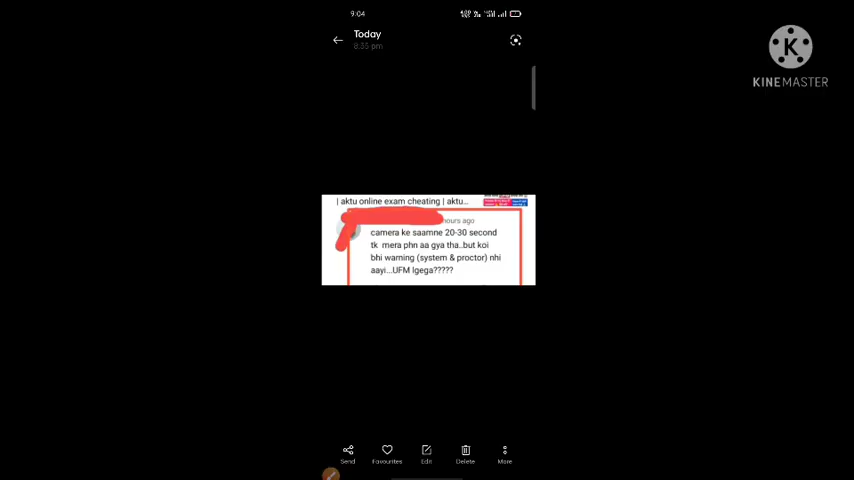 9:04
Today
8:35 pm
K
KINEMASTER
| aktu online exam cheating | aktu...
hours ago
camera ke saamne 20-30 second
tk mera phn aa gya tha..but koi
bhi warning (system & proctor) nhi
aayi...UFM lgega?????
Send Favourites Edit Delete More